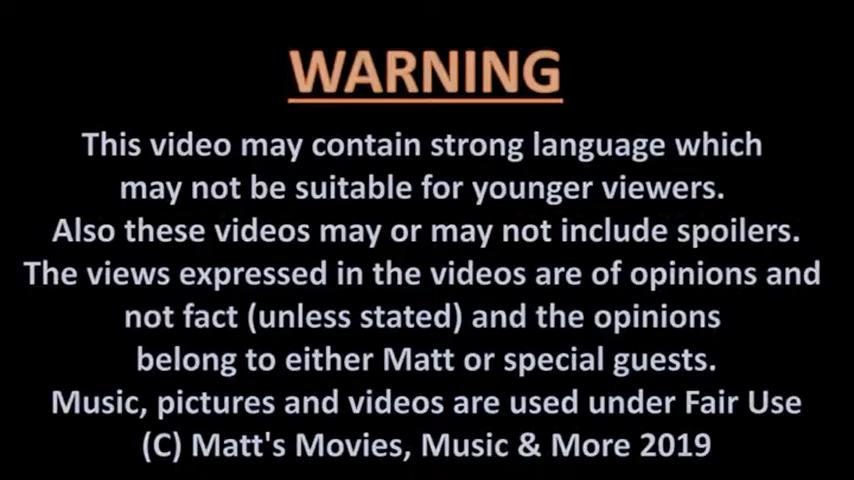 WARNING
This video may contain strong language which
may not be suitable for younger viewers.
Also these videos may or may not include spoilers.
The views expressed in the videos are of opinions and
not fact (unless stated) and the opinions
belong to either Matt or special guests.
Music, pictures and videos are used under Fair Use
(C) Matt's Movies, Music & More 2019